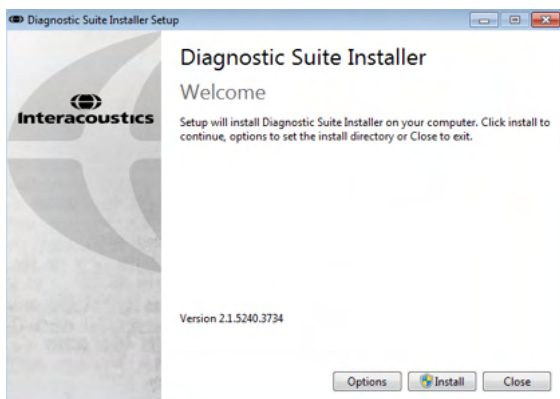 Diagnostic Suite Installer Setup
Diagnostic Suite Installer
Welcome
Interacoustics
Setup will install Diagnostic Suite Installer on your computer. Click install to
continue, options to set the install directory or Close to exit.
Version 2.1.5240.3734
Options
Install
Close